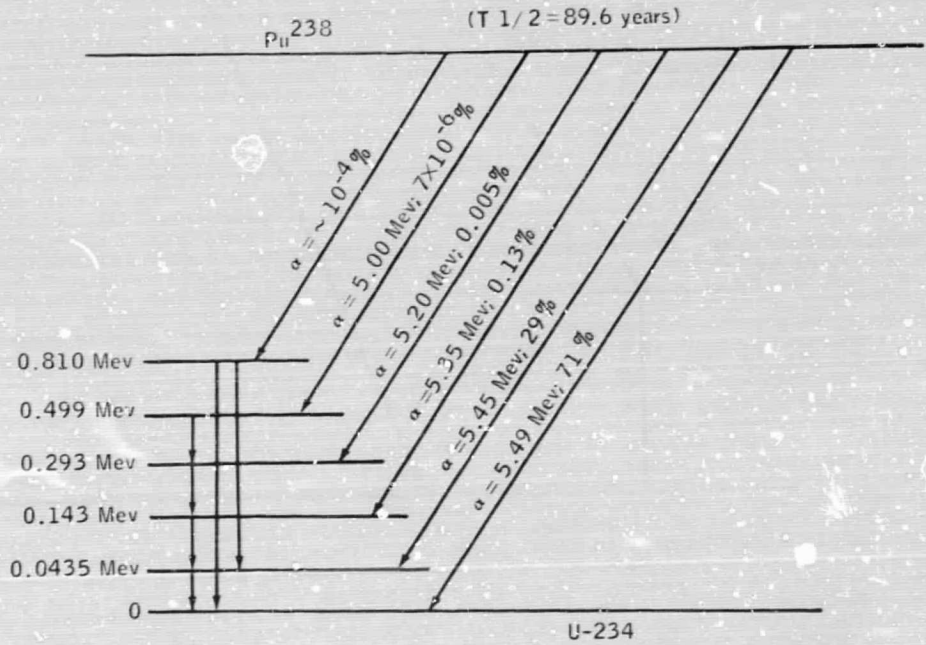 Pu238 (T 1/2 = 89.6 years)
α = ~ 10-4%
α = 5.00 Mev; 7×10-6%
α = 5.20 Mev; 0.005%
α = 5.35 Mev; 0.13%
α = 5.45 Mev; 29%
α = 5.49 Mev; 71%
0.810 Mev
0.499 Mev
0.293 Mev
0.143 Mev
0.0435 Mev
0
U-234